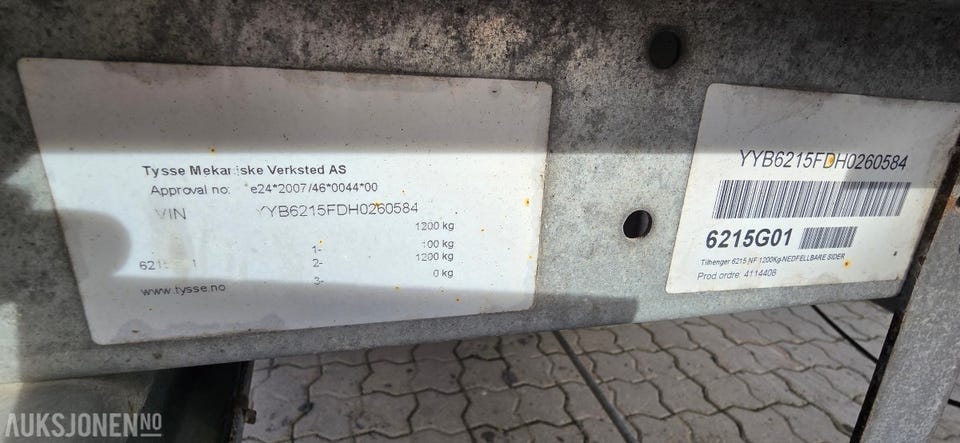 Tysse Mekaniske Verksted AS
Approval no: e24*2007/46*0044*00
VIN YYB6215FDH0260584
1200 kg
1- 100 kg
2- 1200 kg
3- 0 kg
www.tysse.no
YYB6215FDH0260584
6215G01
Tilhenger 6215 NF 1200Kg-NEDFELLBARE SIDER
Prod.ordre: 4114408
AUKSJONEN.NO